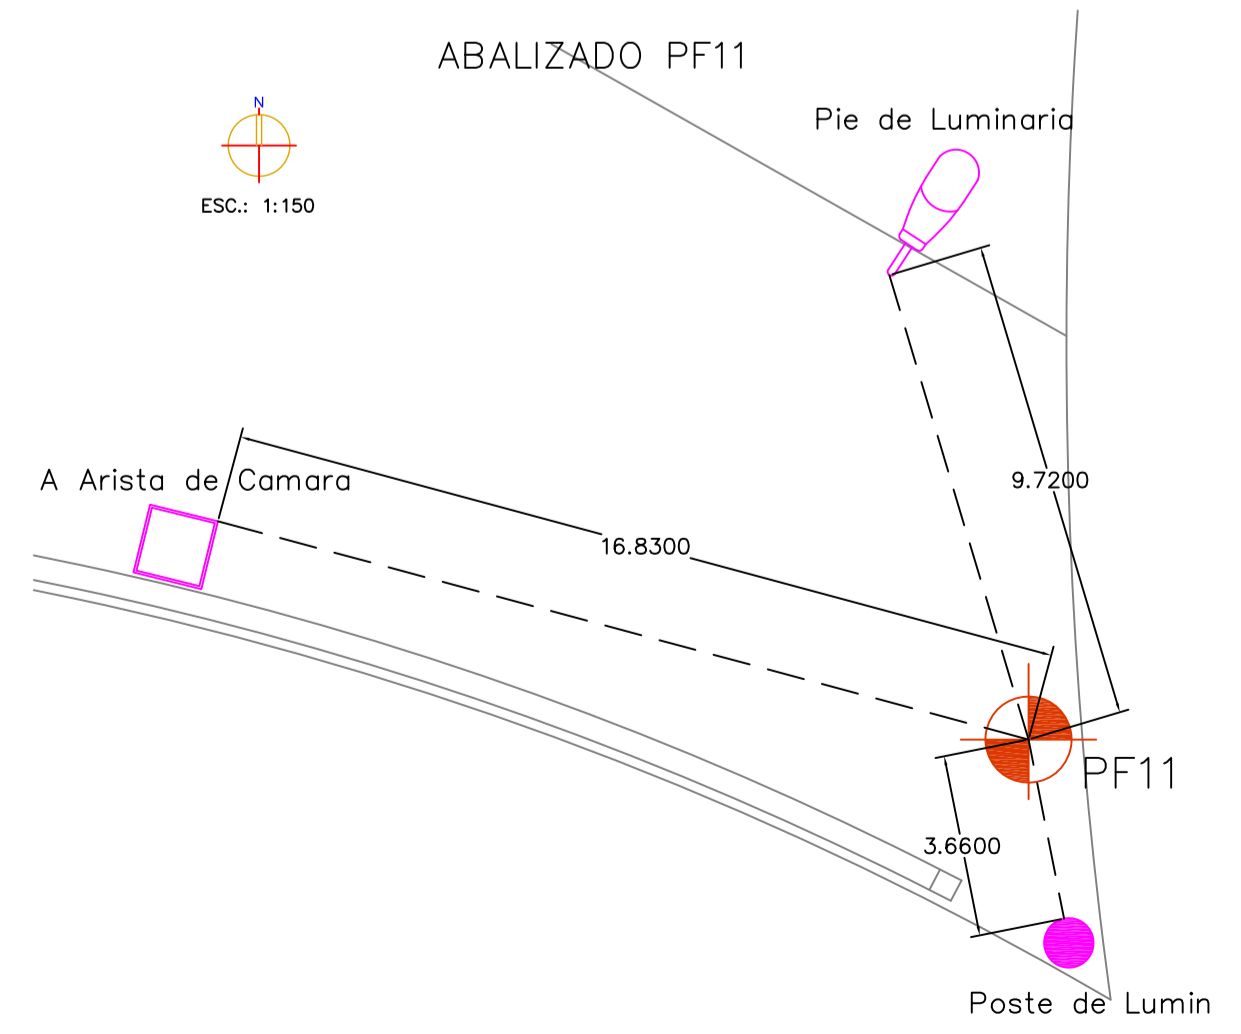 ABALIZADO PF11
N
Pie de Luminaria
ESC.: 1:150
A Arista de Camara
9.7200
16.8300
PF11
3.6600
Poste de Lumin